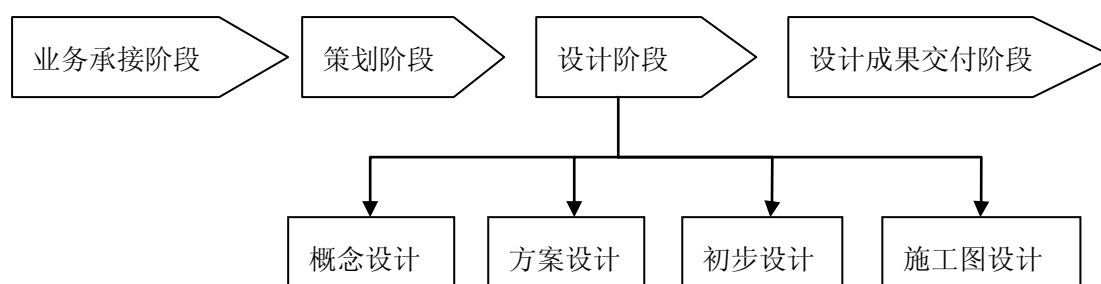 业务承接阶段
策划阶段
设计阶段
设计成果交付阶段
概念设计
方案设计
初步设计
施工图设计